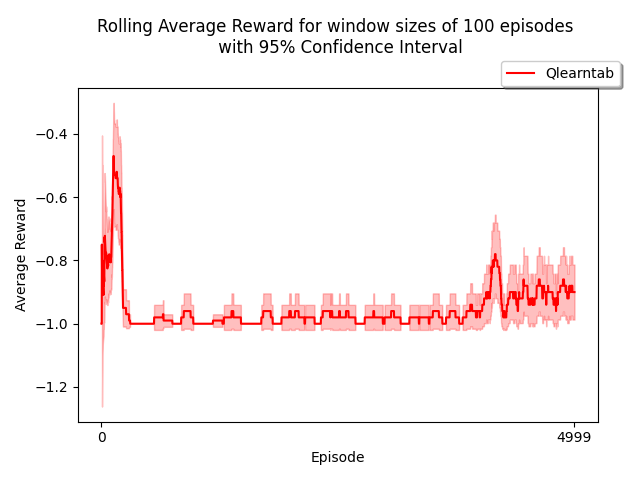 Rolling Average Reward for window sizes of 100 episodes
with 95% Confidence Interval
Qlearntab
Average Reward
−0.4
−0.6
−0.8
−1.0
−1.2
0
4999
Episode